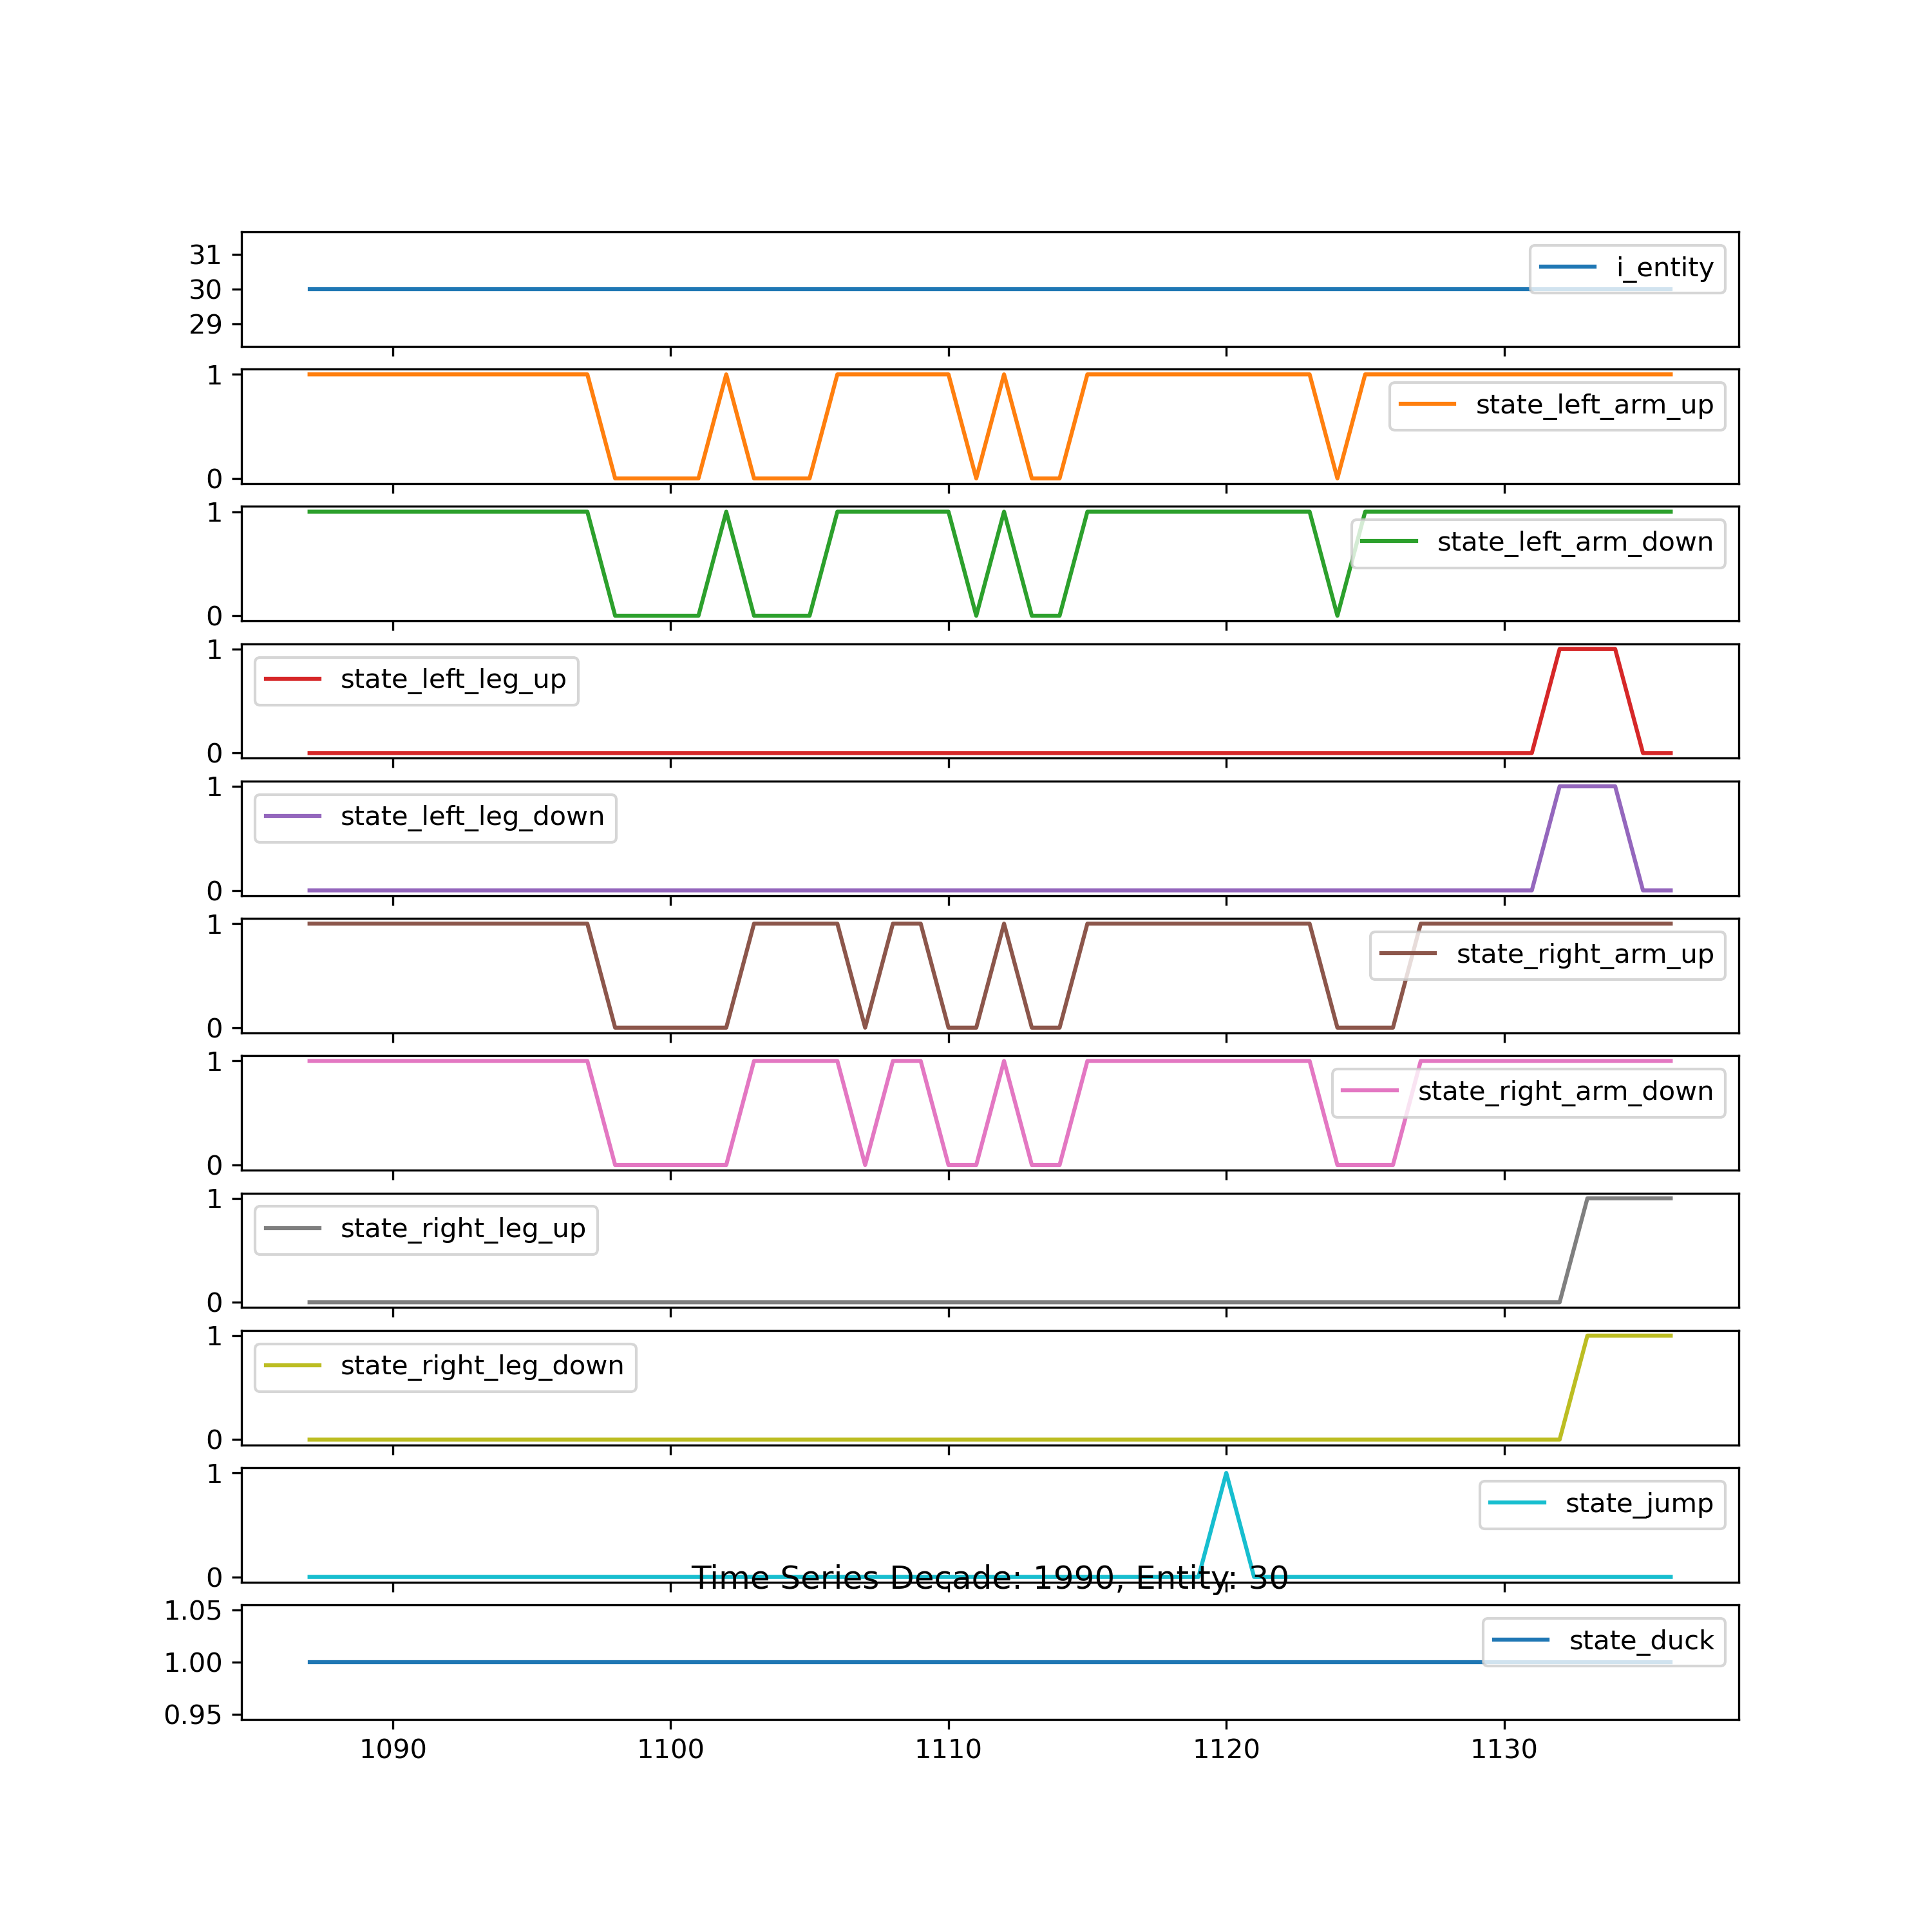 31
30
29
i_entity
1
0
state_left_arm_up
1
0
state_left_arm_down
1
0
state_left_leg_up
1
0
state_left_leg_down
1
0
state_right_arm_up
1
0
state_right_arm_down
1
0
state_right_leg_up
1
0
state_right_leg_down
1
0
state_jump
Time Series Decade: 1990, Entity: 30
1.05
1.00
0.95
state_duck
1090 1100 1110 1120 1130